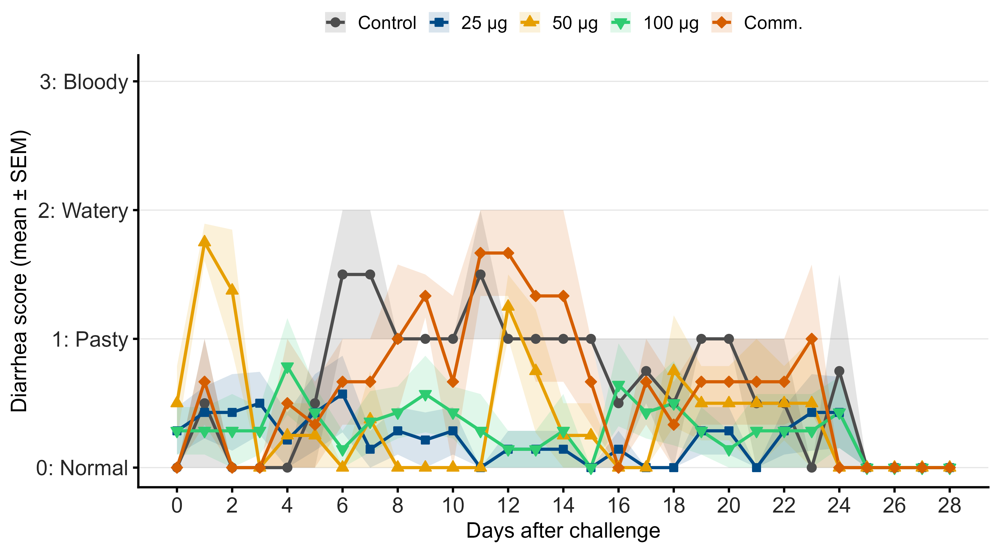 Control 25 µg 50 µg 100 µg Comm.
Diarrhea score (mean ± SEM)
3: Bloody
2: Watery
1: Pasty
0: Normal
0 2 4 6 8 10 12 14 16 18 20 22 24 26 28
Days after challenge